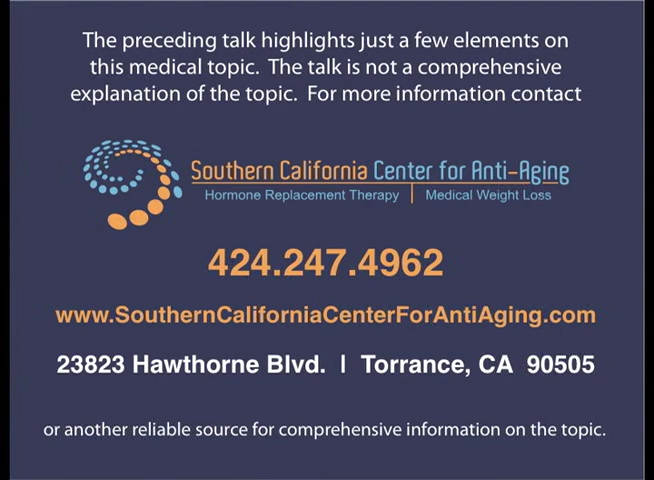 The preceding talk highlights just a few elements on
this medical topic.  The talk is not a comprehensive
explanation of the topic.  For more information contact
Southern California Center for Anti-Aging
Hormone Replacement Therapy | Medical Weight Loss
424.247.4962
www.SouthernCaliforniaCenterForAntiAging.com
23823 Hawthorne Blvd.  |  Torrance, CA  90505
or another reliable source for comprehensive information on the topic.